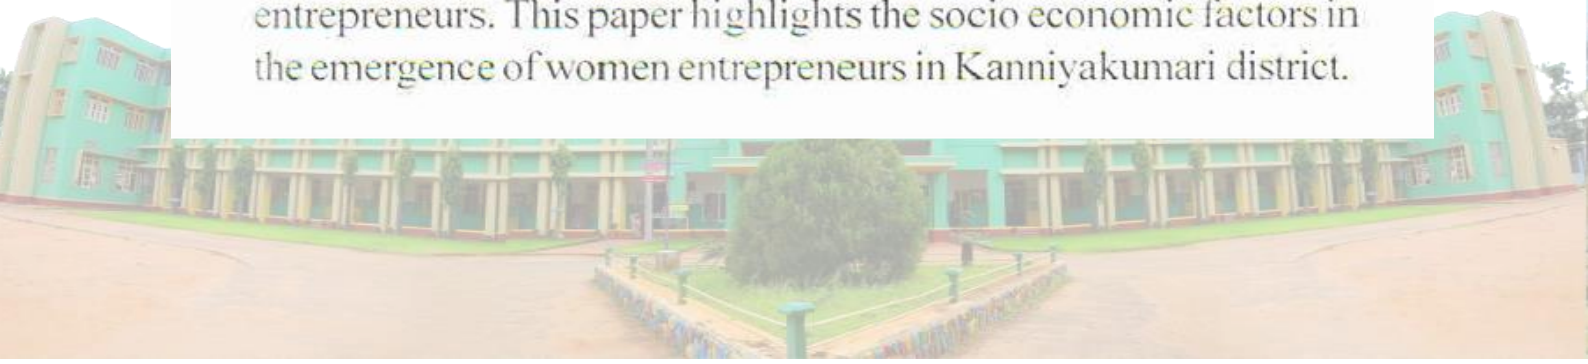 entrepreneurs. This paper highlights the socio economic factors in
the emergence of women entrepreneurs in Kanniyakumari district.